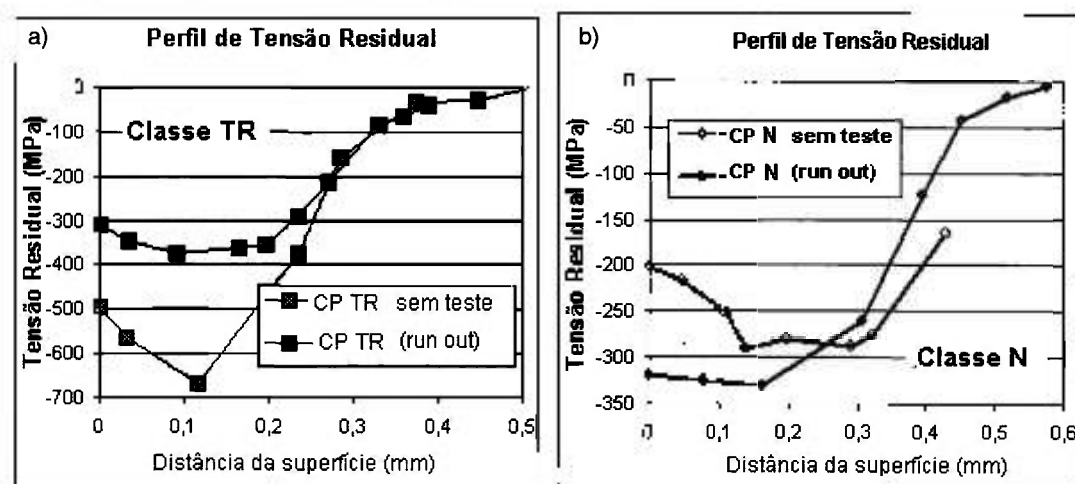 a)
Perfil de Tensão Residual
Tensão Residual (MPa)
0
-100
-200
-300
-400
-500
-600
-700
Classe TR
CP TR sem teste
CP TR (run out)
0
0,1
0,2
0,3
0,4
0,5
Distância da superfície (mm)
b)
Perfil de Tensão Residual
Tensão Residual (MPa)
0
-50
-100
-150
-200
-250
-300
-350
CP N sem teste
CP N (run out)
Classe N
0
0,1
0,2
0,3
0,4
0,5
0,6
Distância da superfície (mm)